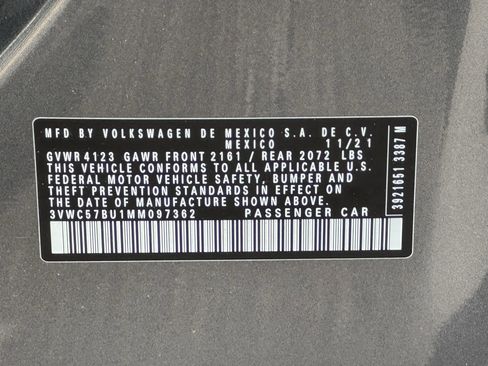 MFD BY VOLKSWAGEN DE MEXICO S.A. DE C.V.
MEXICO 11/21
GVWR 4123 GAWR FRONT 2161 / REAR 2072 LBS
THIS VEHICLE CONFORMS TO ALL APPLICABLE U.S.
FEDERAL MOTOR VEHICLE SAFETY, BUMPER AND
THEFT PREVENTION STANDARDS IN EFFECT ON
THE DATE OF MANUFACTURE SHOWN ABOVE.
3VWC57BU1MM097362 PASSENGER CAR
3921651 3387 M